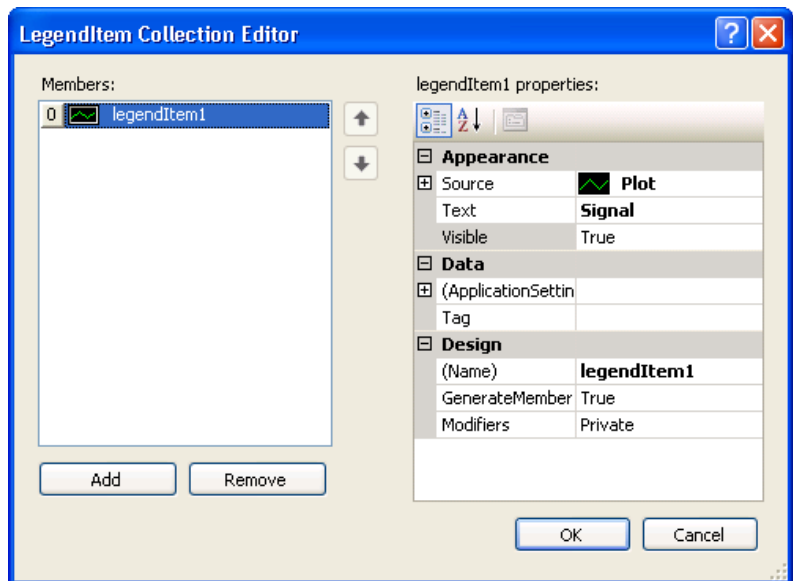 LegendItem Collection Editor
Members:
0 legendItem1
Add Remove
legendItem1 properties:
Appearance
Source Plot
Text Signal
Visible True
Data
(ApplicationSettin
Tag
Design
(Name) legendItem1
GenerateMember True
Modifiers Private
OK Cancel